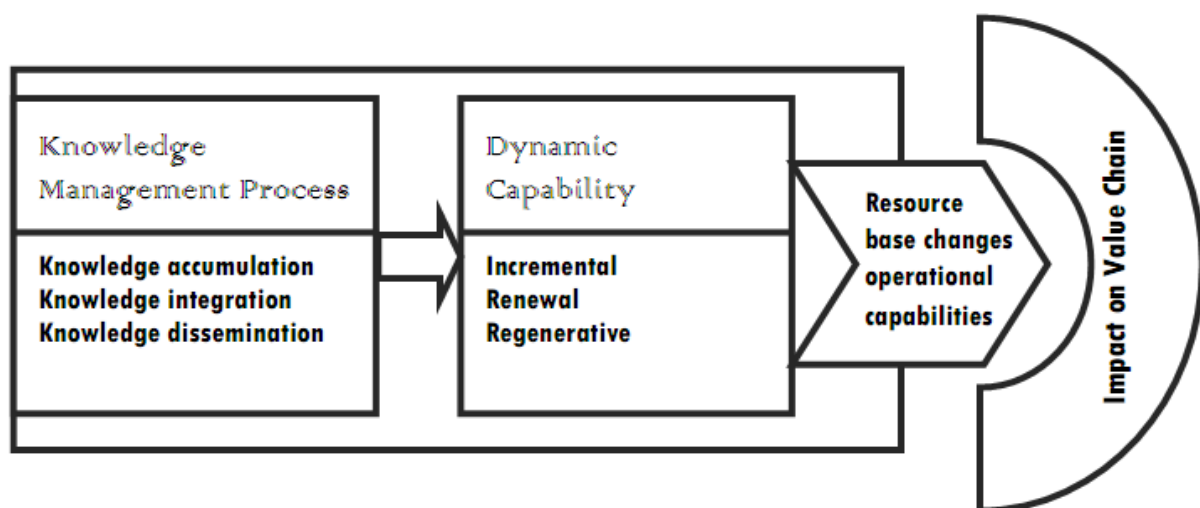 Knowledge
Management Process
Knowledge accumulation
Knowledge integration
Knowledge dissemination
Dynamic
Capability
Incremental
Renewal
Regenerative
Resource
base changes
operational
capabilities
Impact on Value Chain